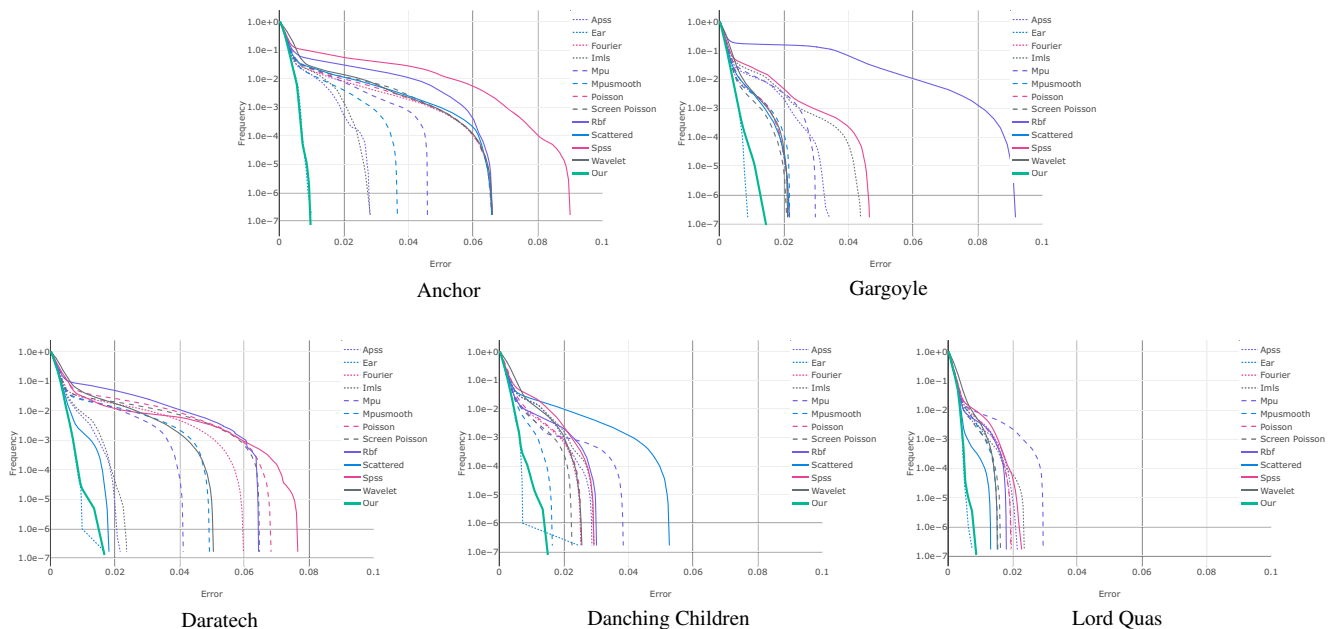 1.0e+0
1.0e−1
1.0e−2
1.0e−3
1.0e−4
1.0e−5
1.0e−6
1.0e−7
Frequency
0 0.02 0.04 0.06 0.08 0.1
Error
Apss
Ear
Fourier
Imls
Mpu
Mpusmooth
Poisson
Screen Poisson
Rbf
Scattered
Spss
Wavelet
Our
Anchor
1.0e+0
1.0e−1
1.0e−2
1.0e−3
1.0e−4
1.0e−5
1.0e−6
1.0e−7
Frequency
0 0.02 0.04 0.06 0.08 0.1
Error
Apss
Ear
Fourier
Imls
Mpu
Mpusmooth
Poisson
Screen Poisson
Rbf
Scattered
Spss
Wavelet
Our
Gargoyle
1.0e+0
1.0e−1
1.0e−2
1.0e−3
1.0e−4
1.0e−5
1.0e−6
1.0e−7
Frequency
0 0.02 0.04 0.06 0.08 0.1
Error
Apss
Ear
Fourier
Imls
Mpu
Mpusmooth
Poisson
Screen Poisson
Rbf
Scattered
Spss
Wavelet
Our
Daratech
1.0e+0
1.0e−1
1.0e−2
1.0e−3
1.0e−4
1.0e−5
1.0e−6
1.0e−7
Frequency
0 0.02 0.04 0.06 0.08 0.1
Error
Apss
Ear
Fourier
Imls
Mpu
Mpusmooth
Poisson
Screen Poisson
Rbf
Scattered
Spss
Wavelet
Our
Danching Children
1.0e+0
1.0e−1
1.0e−2
1.0e−3
1.0e−4
1.0e−5
1.0e−6
1.0e−7
Frequency
0 0.02 0.04 0.06 0.08 0.1
Error
Apss
Ear
Fourier
Imls
Mpu
Mpusmooth
Poisson
Screen Poisson
Rbf
Scattered
Spss
Wavelet
Our
Lord Quas